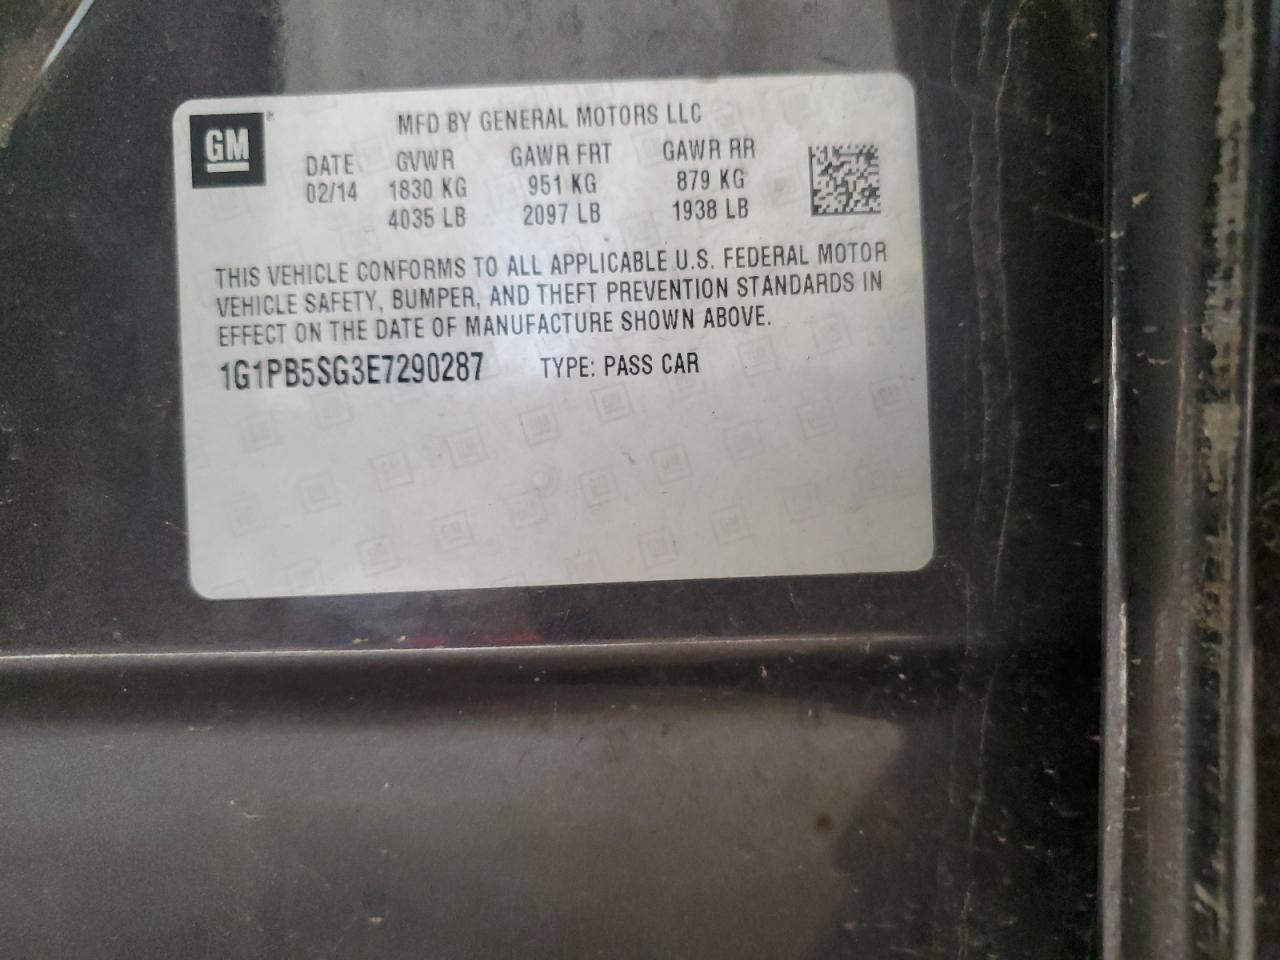 GM
MFD BY GENERAL MOTORS LLC
DATE GVWR GAWR FRT GAWR RR
02/14 1830 KG 951 KG 879 KG
4035 LB 2097 LB 1938 LB
THIS VEHICLE CONFORMS TO ALL APPLICABLE U.S. FEDERAL MOTOR
VEHICLE SAFETY, BUMPER, AND THEFT PREVENTION STANDARDS IN
EFFECT ON THE DATE OF MANUFACTURE SHOWN ABOVE.
1G1PB5SG3E7290287 TYPE: PASS CAR